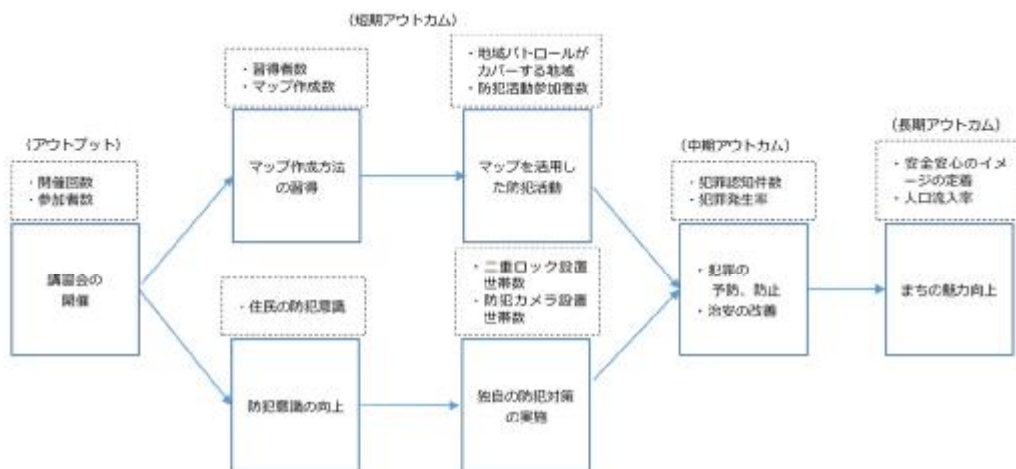 (短期アウトカム)
・習得者数
・マップ作成数
・地域パトロールが
カバーする地域
・防犯活動参加者数
(アウトプット)
・開催回数
・参加者数
マップ作成方法
の習得
マップを活用し
た防犯活動
(中期アウトカム)
・犯罪認知件数
・犯罪発生率
(長期アウトカム)
・安全安心のイメ
ージの定着
・人口流入率
講習会の
開催
・住民の防犯意識
・二重ロック設置
世帯数
・防犯カメラ設置
世帯数
・犯罪の
予防、防止
・治安の改善
まちの魅力向上
防犯意識の向上
独自の防犯対策
の実施